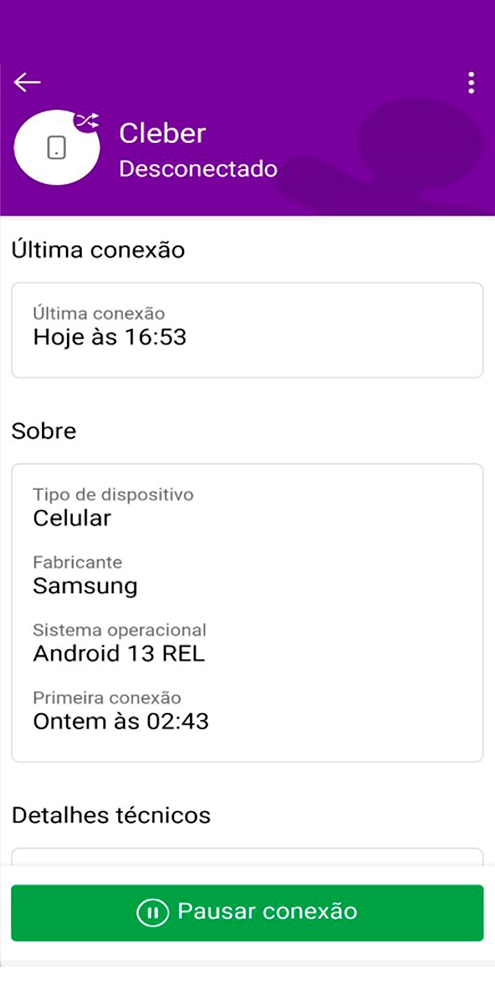 Cleber
Desconectado
Última conexão
Última conexão
Hoje às 16:53
Sobre
Tipo de dispositivo
Celular
Fabricante
Samsung
Sistema operacional
Android 13 REL
Primeira conexão
Ontem às 02:43
Detalhes técnicos
Pausar conexão